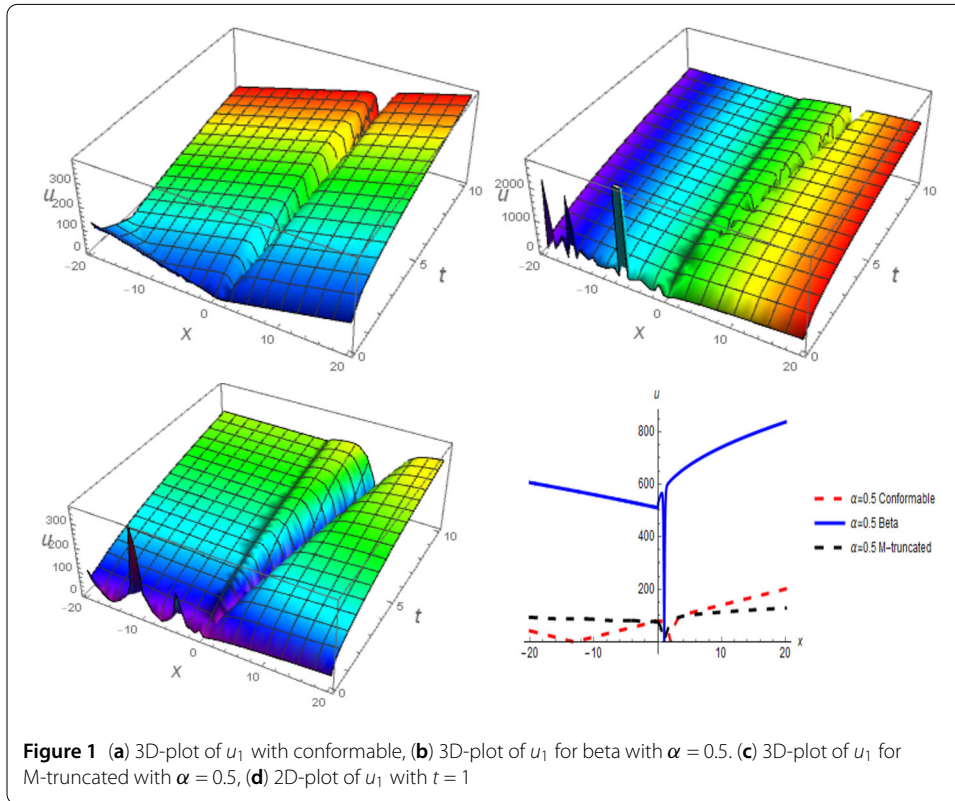 300
200
u
100
0
-20
-10
x
0
10
20
0
5
t
10
2000
u
1000
0
-20
-10
x
0
10
20
0
5
t
10
300
u
200
100
0
-20
-10
x
0
10
20
0
5
t
10
u
800
600
400
200
-20 -10 10 20 x
α=0.5 Conformable
α=0.5 Beta
α=0.5 M-truncated
Figure 1 (a) 3D-plot of u₁ with conformable, (b) 3D-plot of u₁ for beta with α = 0.5. (c) 3D-plot of u₁ for
M-truncated with α = 0.5, (d) 2D-plot of u₁ with t = 1